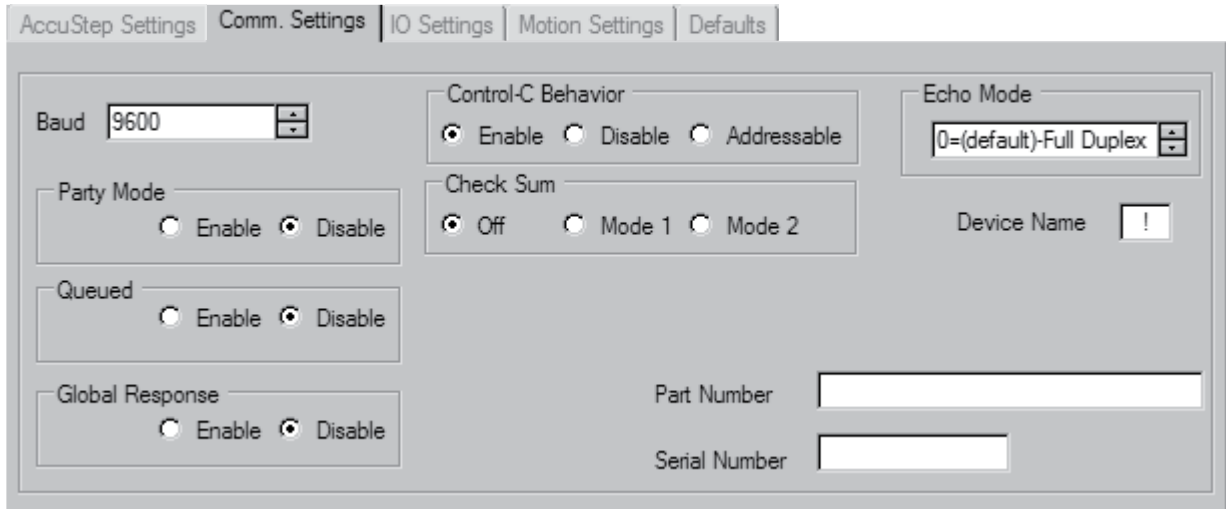 AccuStep Settings Comm. Settings IO Settings Motion Settings Defaults
Baud 9600
Control-C Behavior
Enable Disable Addressable
Echo Mode
0=(default)-Full Duplex
Party Mode
Enable Disable
Check Sum
Off Mode 1 Mode 2
Device Name !
Queued
Enable Disable
Global Response
Enable Disable
Part Number
Serial Number